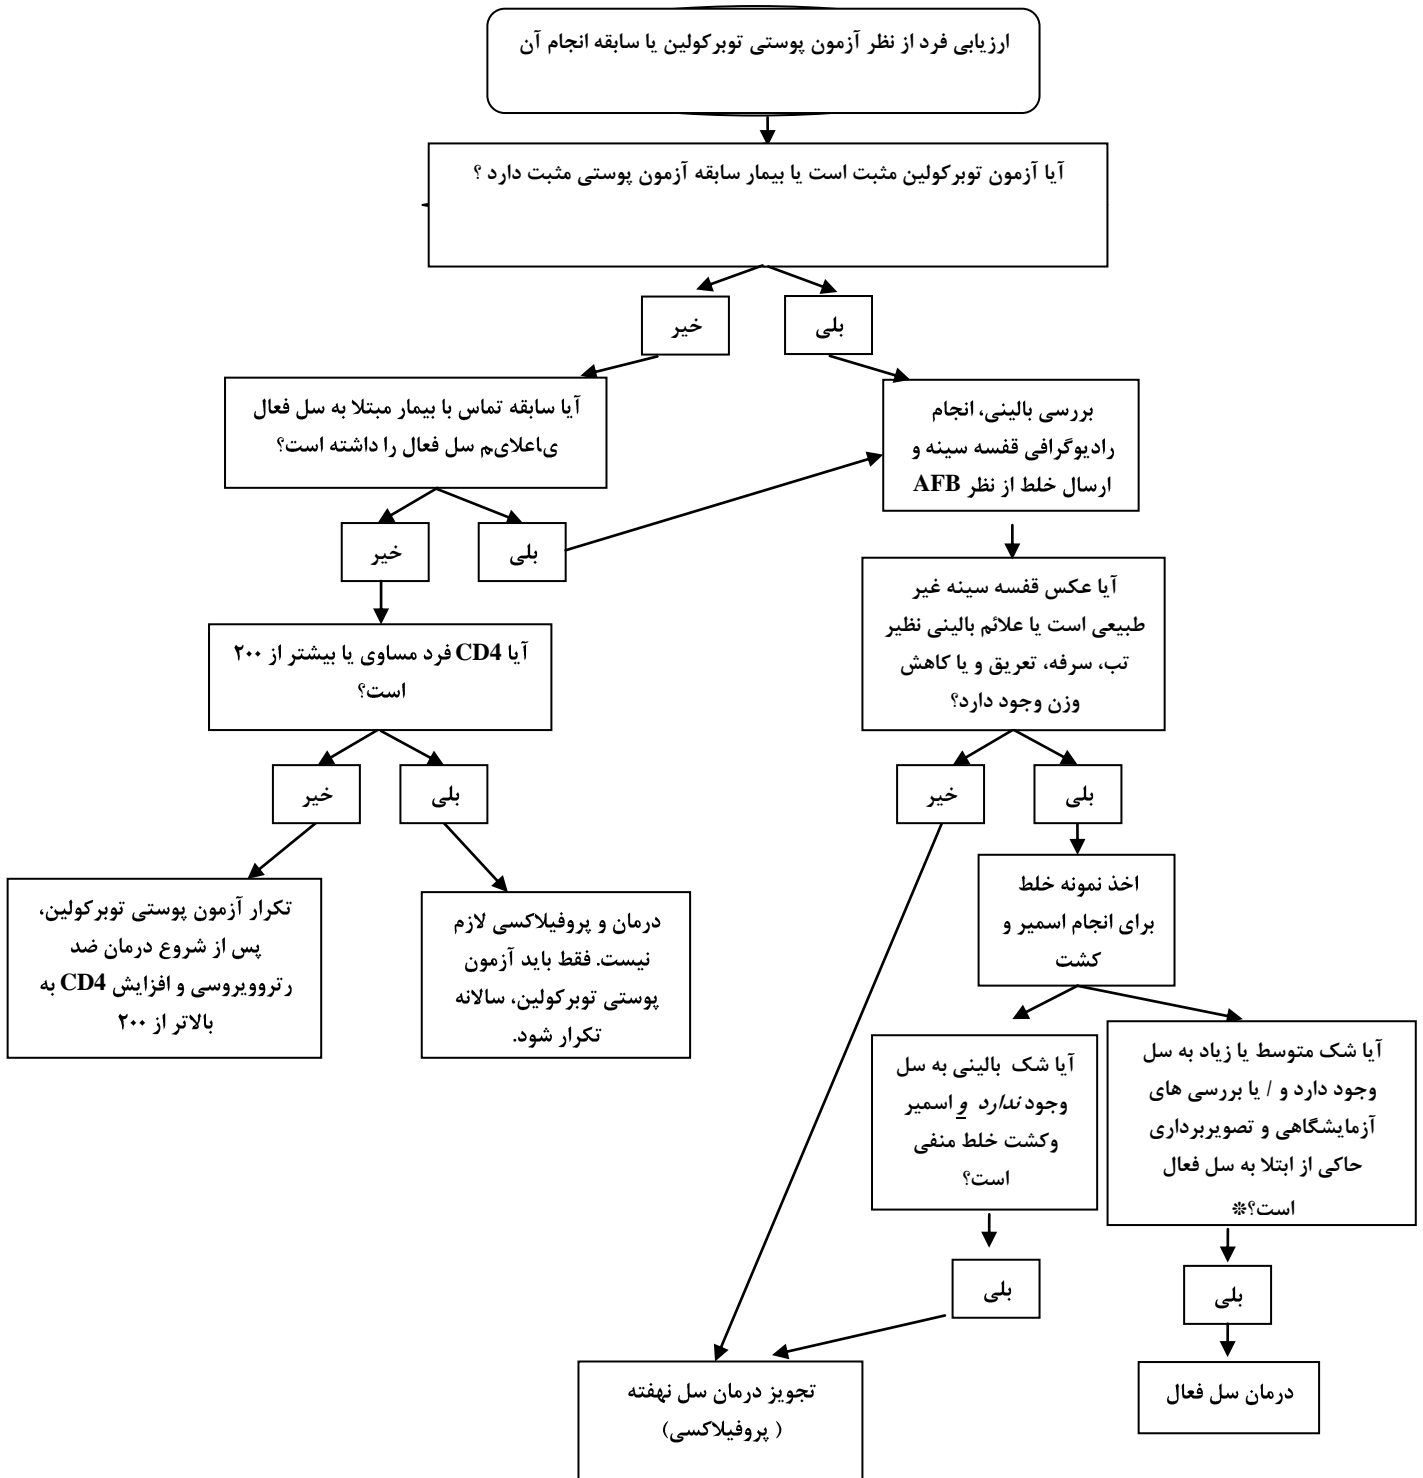 ارزیابی فرد از نظر آزمون پوستی توبرکولین یا سابقه انجام آن
آیا آزمون توبرکولین مثبت است یا بیمار سابقه آزمون پوستی مثبت دارد ؟
بلی
خیر
بررسی بالینی، انجام
رادیوگرافی قفسه سینه و
ارسال خلط از نظر AFB
آیا سابقه تماس با بیمار مبتلا به سل فعال
یاعلایم سل فعال را داشته است؟
بلی
خیر
آیا عکس قفسه سینه غیر
طبیعی است یا علائم بالینی نظیر
تب، سرفه، تعریق و یا کاهش
وزن وجود دارد؟
آیا CD4 فرد مساوی یا بیشتر از ۲۰۰
است؟
بلی
خیر
بلی
خیر
اخذ نمونه خلط
برای انجام اسمیر و
کشت
درمان و پروفیلاکسی لازم
نیست. فقط باید آزمون
پوستی توبرکولین، سالانه
تکرار شود.
تکرار آزمون پوستی توبرکولین،
پس از شروع درمان ضد
رتروویروسی و افزایش CD4 به
بالاتر از ۲۰۰
آیا شک متوسط یا زیاد به سل
وجود دارد و / یا بررسی های
آزمایشگاهی و تصویربرداری
حاکی از ابتلا به سل فعال
است؟*
آیا شک بالینی به سل
وجود ندارد و اسمیر
وکشت خلط منفی
است؟
بلی
بلی
درمان سل فعال
تجویز درمان سل نهفته
( پروفیلاکسی)